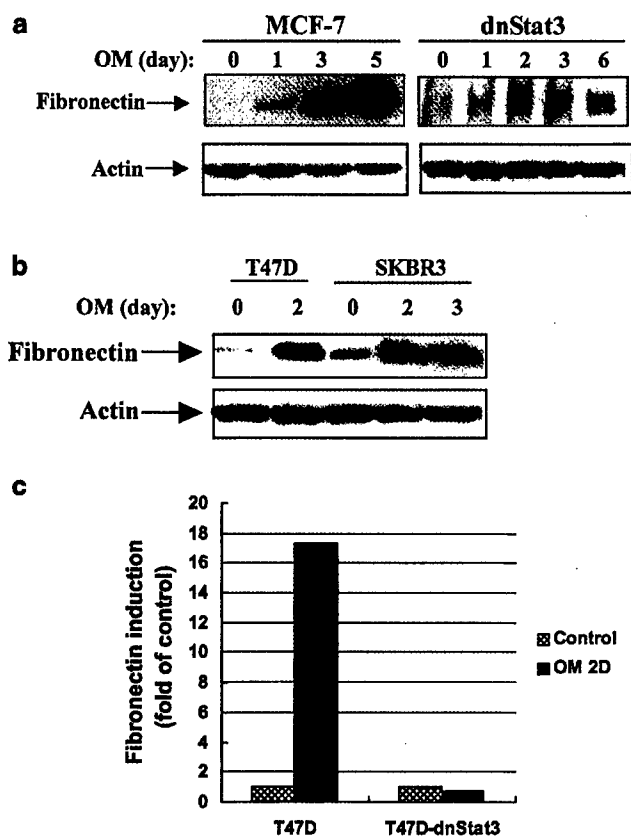 a
MCF-7 dnStat3
OM (day): 0 1 3 5 0 1 2 3 6
Fibronectin
Actin
b
T47D SKBR3
OM (day): 0 2 0 2 3
Fibronectin
Actin
c
Fibronectin induction
(fold of control)
20
18
16
14
12
10
8
6
4
2
0
Control
OM 2D
T47D T47D-dnStat3